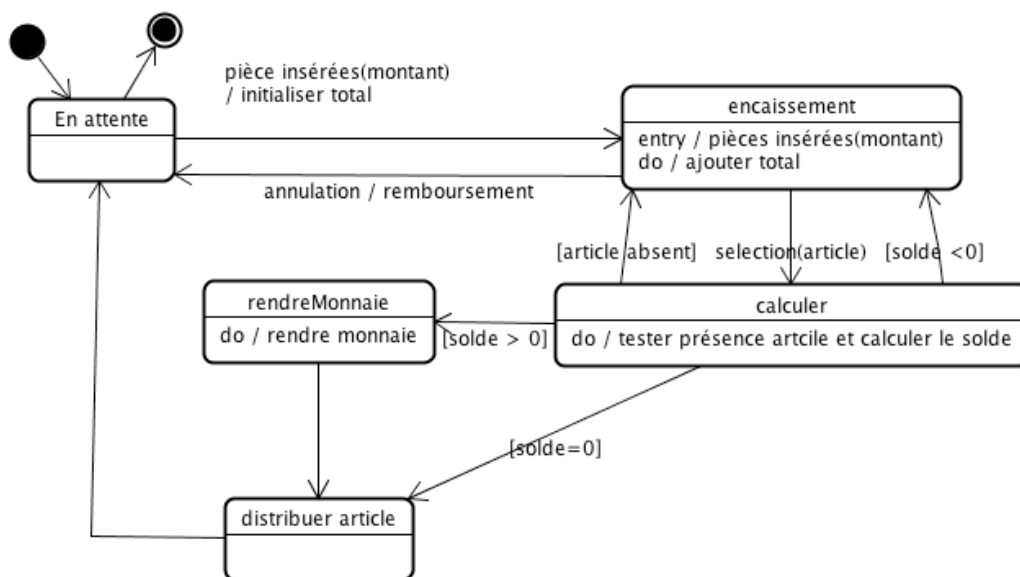 pièce insérées(montant)
/ initialiser total
En attente
encaissement
entry / pièces insérées(montant)
do / ajouter total
annulation / remboursement
[article absent]
selection(article)
[solde <0]
rendreMonnaie
do / rendre monnaie
[solde > 0]
calculer
do / tester présence artcile et calculer le solde
[solde=0]
distribuer article